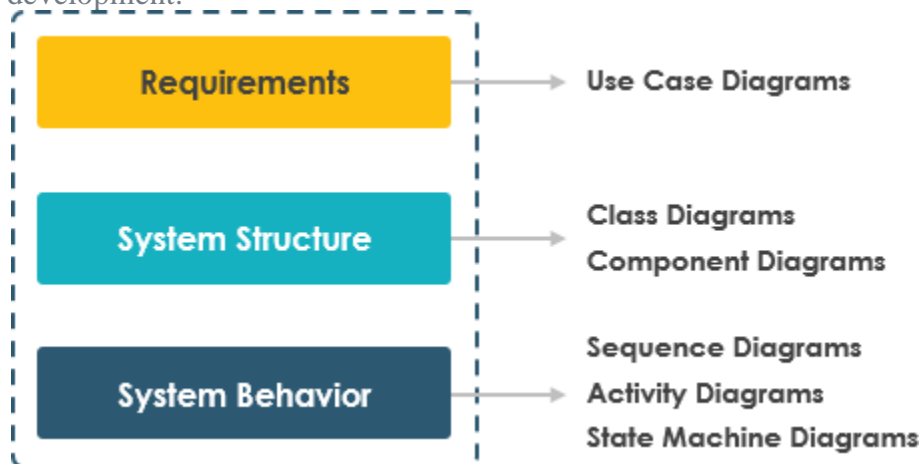 development.
Requirements
Use Case Diagrams
System Structure
Class Diagrams
Component Diagrams
System Behavior
Sequence Diagrams
Activity Diagrams
State Machine Diagrams